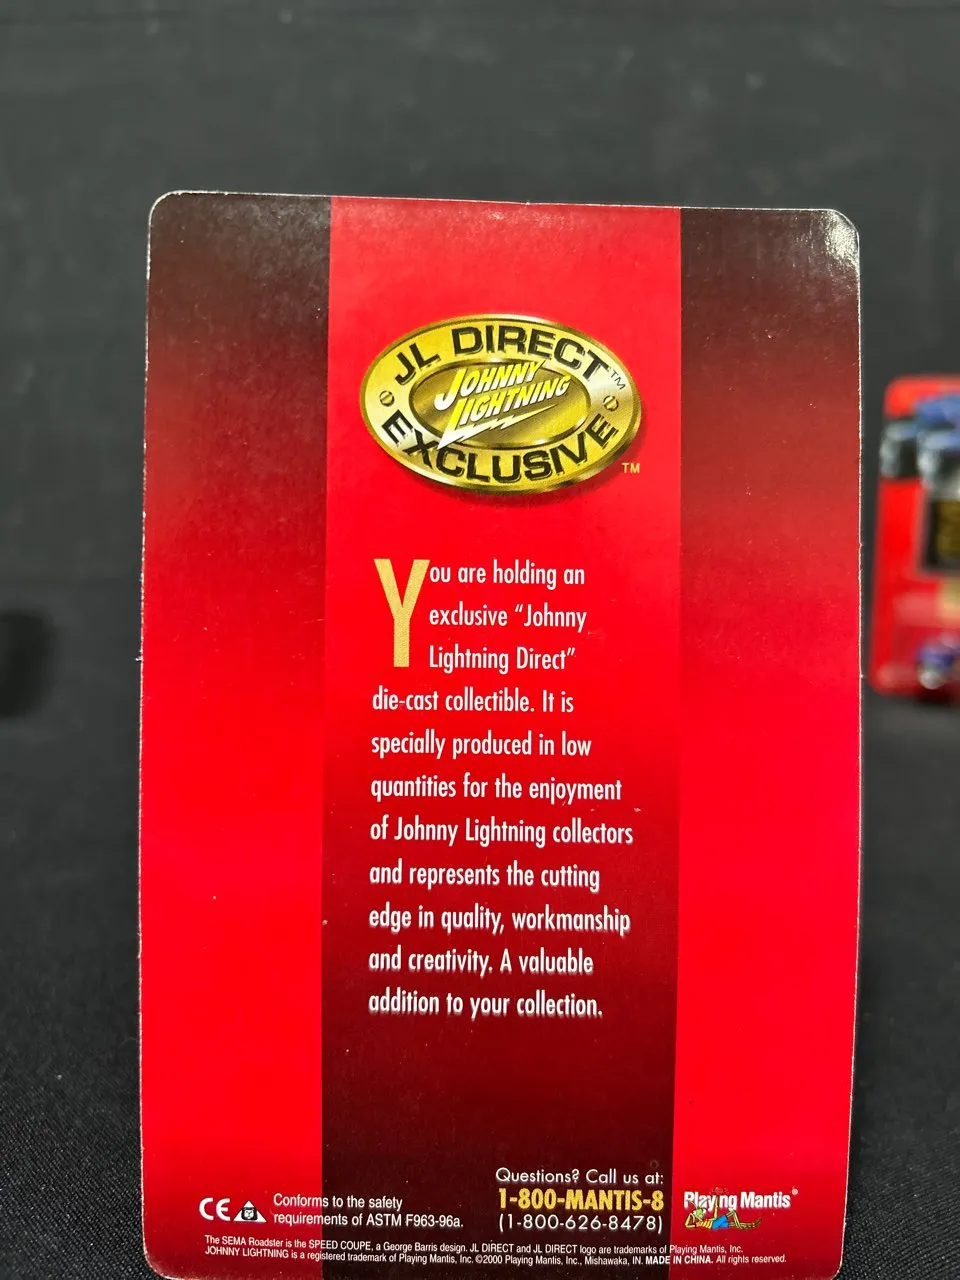 JL DIRECT™
JOHNNY
LIGHTNING
EXCLUSIVE
TM
You are holding an
exclusive “Johnny
Lightning Direct”
die-cast collectible. It is
specially produced in low
quantities for the enjoyment
of Johnny Lightning collectors
and represents the cutting
edge in quality, workmanship
and creativity. A valuable
addition to your collection.
Questions? Call us at:
1-800-MANTIS-8
(1-800-626-8478)
Playing Mantis®
CE
Conforms to the safety
requirements of ASTM F963-96a.
The SEMA Roadster is the SPEED COUPE, a George Barris design. JL DIRECT and JL DIRECT logo are trademarks of Playing Mantis, Inc.
JOHNNY LIGHTNING is a registered trademark of Playing Mantis, Inc. ©2000 Playing Mantis, Inc., Mishawaka, IN. MADE IN CHINA. All rights reserved.